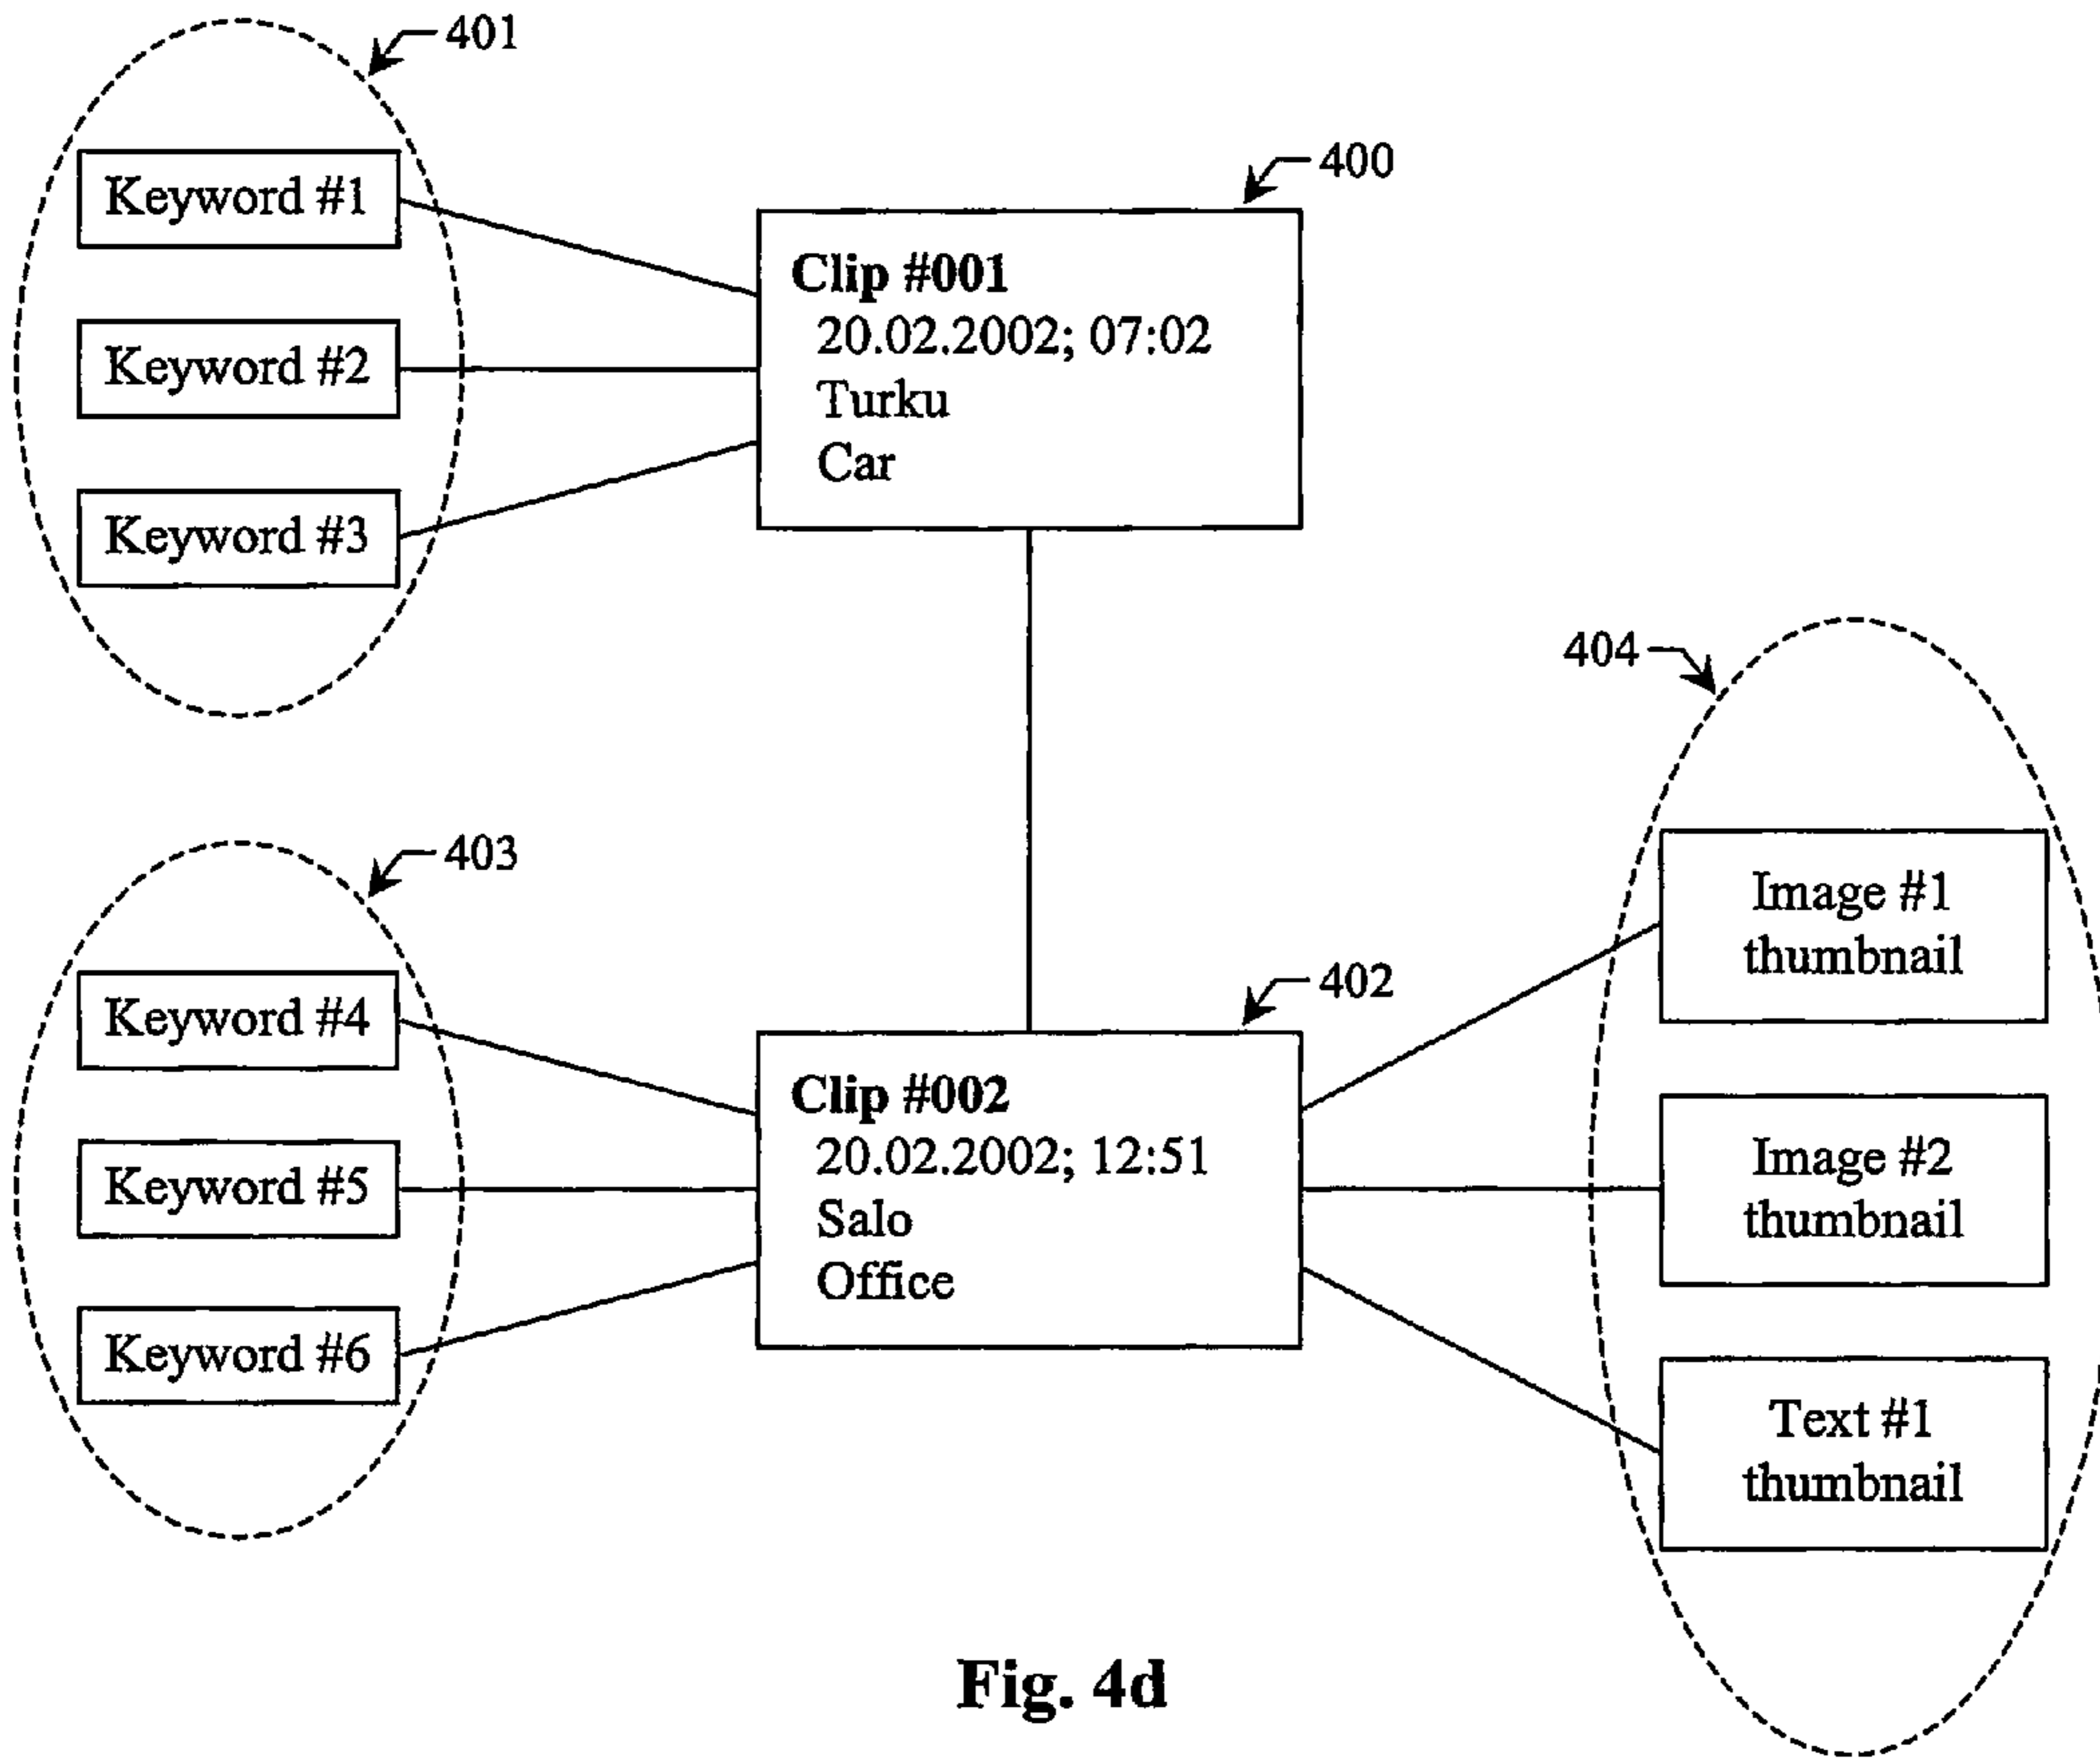 401
Keyword #1
Keyword #2
Keyword #3
400
Clip #001
20.02.2002; 07:02
Turku
Car
403
Keyword #4
Keyword #5
Keyword #6
402
Clip #002
20.02.2002; 12:51
Salo
Office
404
Image #1
thumbnail
Image #2
thumbnail
Text #1
thumbnail
Fig. 4d